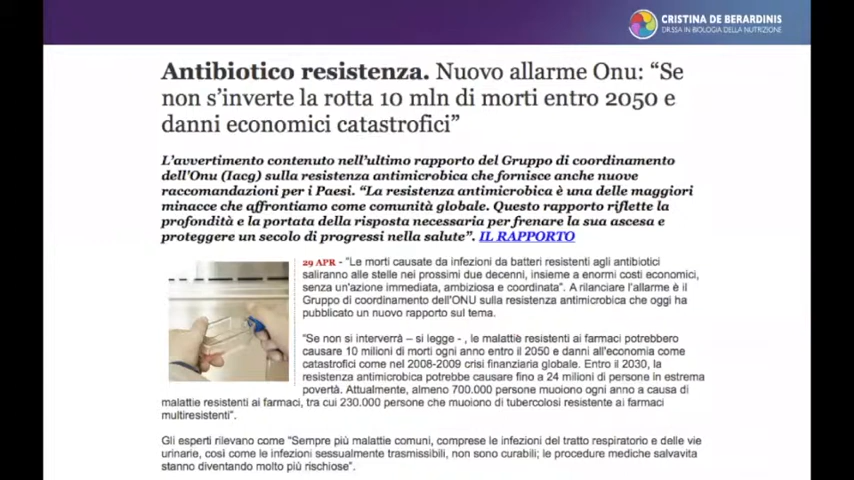 CRISTINA DE BERARDINIS
DR.SSA IN BIOLOGIA DELLA NUTRIZIONE
Antibiotico resistenza. Nuovo allarme Onu: “Se
non s’inverte la rotta 10 mln di morti entro 2050 e
danni economici catastrofici”
L’avvertimento contenuto nell’ultimo rapporto del Gruppo di coordinamento
dell’Onu (Iacg) sulla resistenza antimicrobica che fornisce anche nuove
raccomandazioni per i Paesi. “La resistenza antimicrobica è una delle maggiori
minacce che affrontiamo come comunità globale. Questo rapporto riflette la
profondità e la portata della risposta necessaria per frenare la sua ascesa e
proteggere un secolo di progressi nella salute”. IL RAPPORTO
29 APR - “Le morti causate da infezioni da batteri resistenti agli antibiotici
saliranno alle stelle nei prossimi due decenni, insieme a enormi costi economici,
senza un'azione immediata, ambiziosa e coordinata”. A rilanciare l’allarme è il
Gruppo di coordinamento dell'ONU sulla resistenza antimicrobica che oggi ha
pubblicato un nuovo rapporto sul tema.
“Se non si interverrà – si legge - , le malattie resistenti ai farmaci potrebbero
causare 10 milioni di morti ogni anno entro il 2050 e danni all'economia come
catastrofici come nel 2008-2009 crisi finanziaria globale. Entro il 2030, la
resistenza antimicrobica potrebbe causare fino a 24 milioni di persone in estrema
povertà. Attualmente, almeno 700.000 persone muoiono ogni anno a causa di
malattie resistenti ai farmaci, tra cui 230.000 persone che muoiono di tubercolosi resistente ai farmaci
multiresistenti”.
Gli esperti rilevano come “Sempre più malattie comuni, comprese le infezioni del tratto respiratorio e delle vie
urinarie, così come le infezioni sessualmente trasmissibili, non sono curabili; le procedure mediche salvavita
stanno diventando molto più rischiose”.